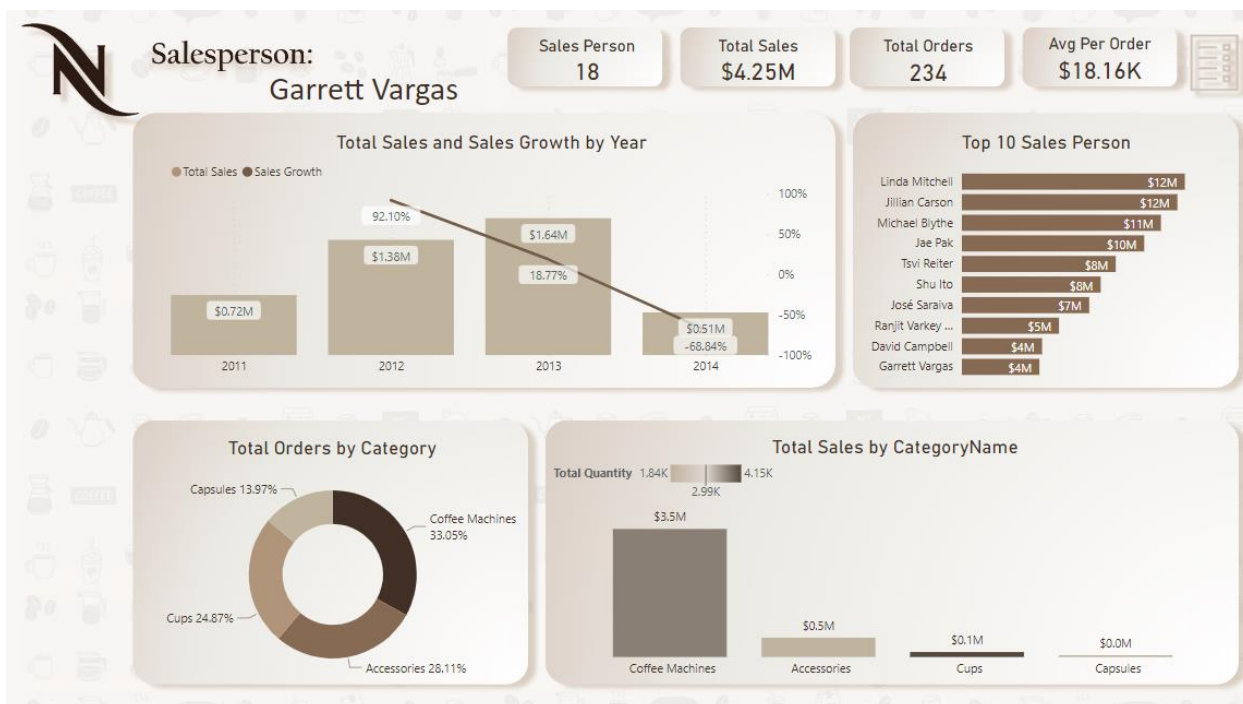 N
Salesperson:
Garrett Vargas
Sales Person
18
Total Sales
$4.25M
Total Orders
234
Avg Per Order
$18.16K
Total Sales and Sales Growth by Year
Total Sales Sales Growth
100%
50%
0%
-50%
-100%
$0.72M
92.10%
$1.38M
$1.64M
18.77%
$0.51M
-68.84%
2011
2012
2013
2014
Top 10 Sales Person
Linda Mitchell $12M
Jillian Carson $12M
Michael Blythe $11M
Jae Pak $10M
Tsvi Reiter $8M
Shu Ito $8M
José Saraiva $7M
Ranjit Varkey ... $5M
David Campbell $4M
Garrett Vargas $4M
Total Orders by Category
Capsules 13.97%
Coffee Machines
33.05%
Cups 24.87%
Accessories 28.11%
Total Sales by CategoryName
Total Quantity 1.84K 4.15K
2.99K
$3.5M
$0.5M
$0.1M
$0.0M
Coffee Machines
Accessories
Cups
Capsules
COFFEE
COFFEE